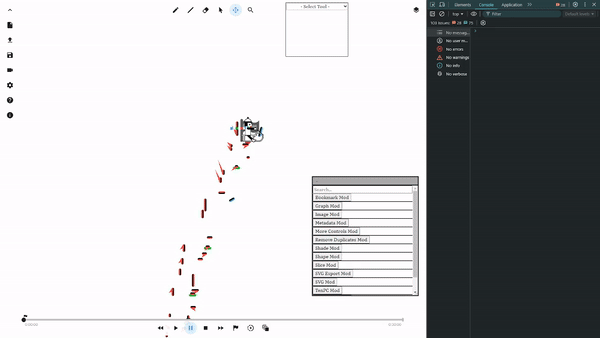 - Select Tool -
Elements
Console
Application
top
Filter
Default levels
No messag...
No user m...
No errors
No warnings
No info
No verbose
Search...
Bookmark Mod
Graph Mod
Image Mod
Metadata Mod
Move Controls Mod
Remove Duplicates Mod
Shade Mod
Shape Mod
Slice Mod
SVG Export Mod
SVG Mod
TenPC Mod